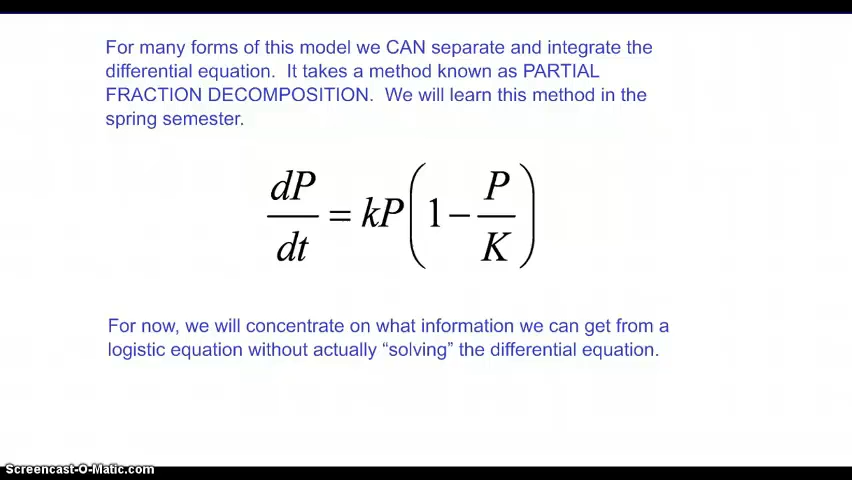 For many forms of this model we CAN separate and integrate the
differential equation.  It takes a method known as PARTIAL
FRACTION DECOMPOSITION.  We will learn this method in the
spring semester.
dP/dt = kP(1 − P/K)
For now, we will concentrate on what information we can get from a
logistic equation without actually “solving” the differential equation.
Screencast-O-Matic.com